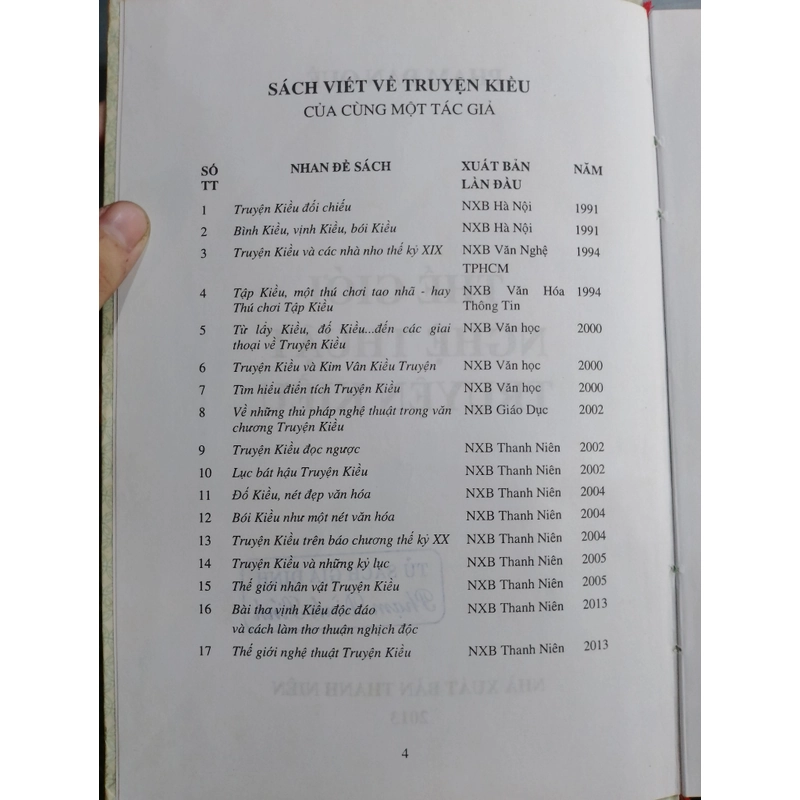 SÁCH VIẾT VỀ TRUYỆN KIỀU
CỦA CÙNG MỘT TÁC GIẢ
SỐ TT NHAN ĐỀ SÁCH XUẤT BẢN LẦN ĐẦU NĂM
1 Truyện Kiều đối chiếu NXB Hà Nội 1991
2 Bình Kiều, vịnh Kiều, bói Kiều NXB Hà Nội 1991
3 Truyện Kiều và các nhà nho thế kỷ XIX NXB Văn Nghệ 1994
TPHCM
4 Tập Kiều, một thú chơi tao nhã - hay NXB Văn Hóa 1994
Thú chơi Tập Kiều Thông Tin
5 Từ lẩy Kiều, đố Kiều...đến các giai NXB Văn học 2000
thoại về Truyện Kiều
6 Truyện Kiều và Kim Vân Kiều Truyện NXB Văn học 2000
7 Tìm hiểu điển tích Truyện Kiều NXB Văn học 2000
8 Về những thủ pháp nghệ thuật trong văn NXB Giáo Dục 2002
chương Truyện Kiều
9 Truyện Kiều đọc ngược NXB Thanh Niên 2002
10 Lục bát hậu Truyện Kiều NXB Thanh Niên 2002
11 Đố Kiều, nét đẹp văn hóa NXB Thanh Niên 2004
12 Bói Kiều như một nét văn hóa NXB Thanh Niên 2004
13 Truyện Kiều trên báo chương thế kỷ XX NXB Thanh Niên 2004
14 Truyện Kiều và những kỷ lục NXB Thanh Niên 2005
15 Thế giới nhân vật Truyện Kiều NXB Thanh Niên 2005
16 Bài thơ vịnh Kiều độc đáo NXB Thanh Niên 2013
và cách làm thơ thuận nghịch độc
17 Thế giới nghệ thuật Truyện Kiều NXB Thanh Niên 2013
4